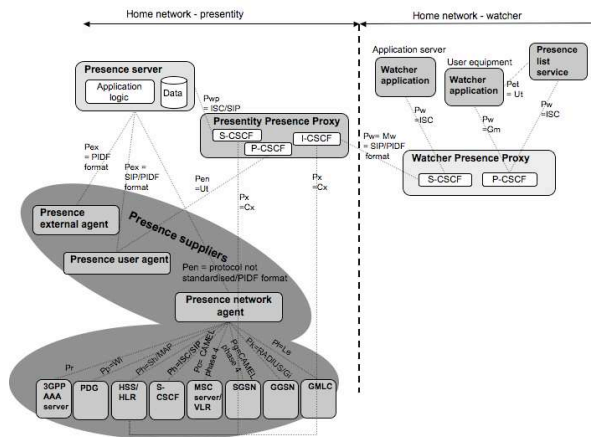 Home network - presentity
Home network - watcher
Presence server
Application
logic
Data
Pwp
= ISC/SIP
Presentity Presence Proxy
S-CSCF
I-CSCF
P-CSCF
Application server
Watcher
application
User equipment
Watcher
application
Pet
= Ut
Presence
list
service
Pw
=ISC
Pw
=Gm
Pw
=ISC
Pw= Mw
= SIP/PIDF
format
Watcher Presence Proxy
S-CSCF
P-CSCF
Pex
= PIDF
format
Pex =
SIP/PIDF
format
Pen
=Ut
Px
=Cx
Px
=Cx
Presence
external agent
Presence suppliers
Presence user agent
Pen = protocol not
standardised/PIDF format
Presence network
agent
Pr
Pp=Wi
Ph=Sh/MAP
Ph=ISC/SIP
Pc= CAMEL
phase 4
Pg=CAMEL
phase 4
Pk=RADIUS/Gi
Pl=Le
3GPP
AAA
server
PDG
HSS/
HLR
S-
CSCF
MSC
server/
VLR
SGSN
GGSN
GMLC